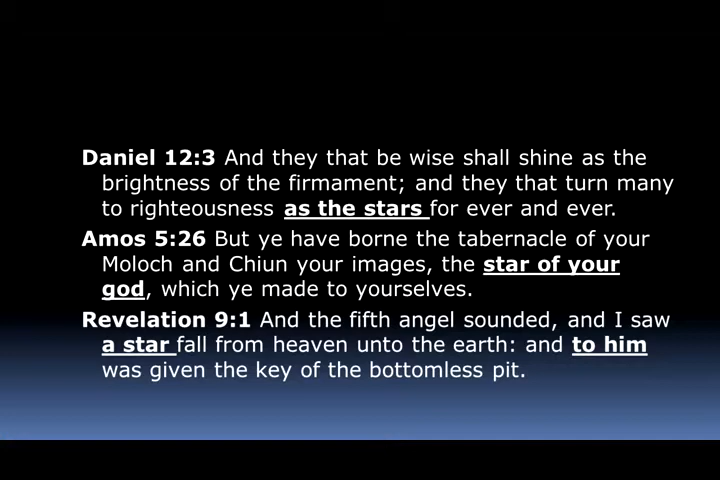 Daniel 12:3 And they that be wise shall shine as the
brightness of the firmament; and they that turn many
to righteousness as the stars for ever and ever.
Amos 5:26 But ye have borne the tabernacle of your
Moloch and Chiun your images, the star of your
god, which ye made to yourselves.
Revelation 9:1 And the fifth angel sounded, and I saw
a star fall from heaven unto the earth: and to him
was given the key of the bottomless pit.